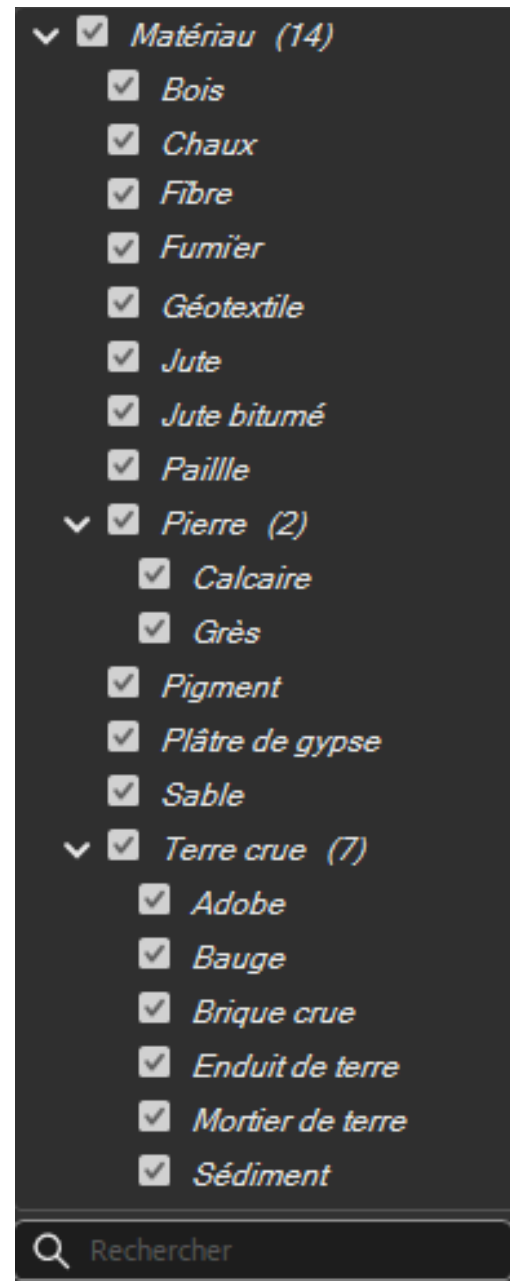 Matériau (14)
Bois
Chaux
Fibre
Fumier
Géotextile
Jute
Jute bitumé
Paillle
Pierre (2)
Calcaire
Grès
Pigment
Plâtre de gypse
Sable
Terre crue (7)
Adobe
Bauge
Brique crue
Enduit de terre
Mortier de terre
Sédiment
Rechercher